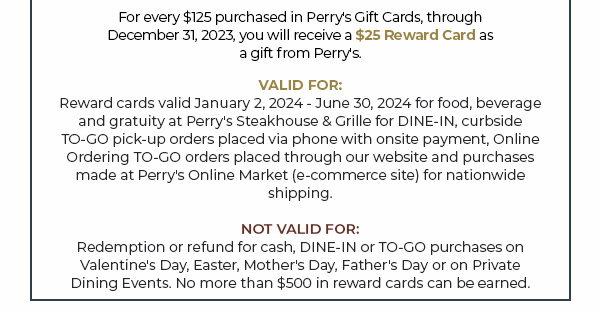 For every $125 purchased in Perry's Gift Cards, through
December 31, 2023, you will receive a $25 Reward Card as
a gift from Perry's.
VALID FOR:
Reward cards valid January 2, 2024 - June 30, 2024 for food, beverage
and gratuity at Perry's Steakhouse & Grille for DINE-IN, curbside
TO-GO pick-up orders placed via phone with onsite payment, Online
Ordering TO-GO orders placed through our website and purchases
made at Perry's Online Market (e-commerce site) for nationwide
shipping.
NOT VALID FOR:
Redemption or refund for cash, DINE-IN or TO-GO purchases on
Valentine's Day, Easter, Mother's Day, Father's Day or on Private
Dining Events. No more than $500 in reward cards can be earned.